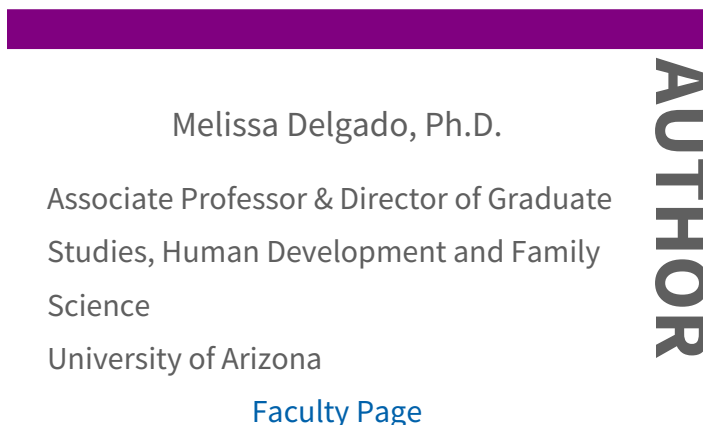 Melissa Delgado, Ph.D.
Associate Professor & Director of Graduate
Studies, Human Development and Family
Science
University of Arizona
Faculty Page
AUTHOR